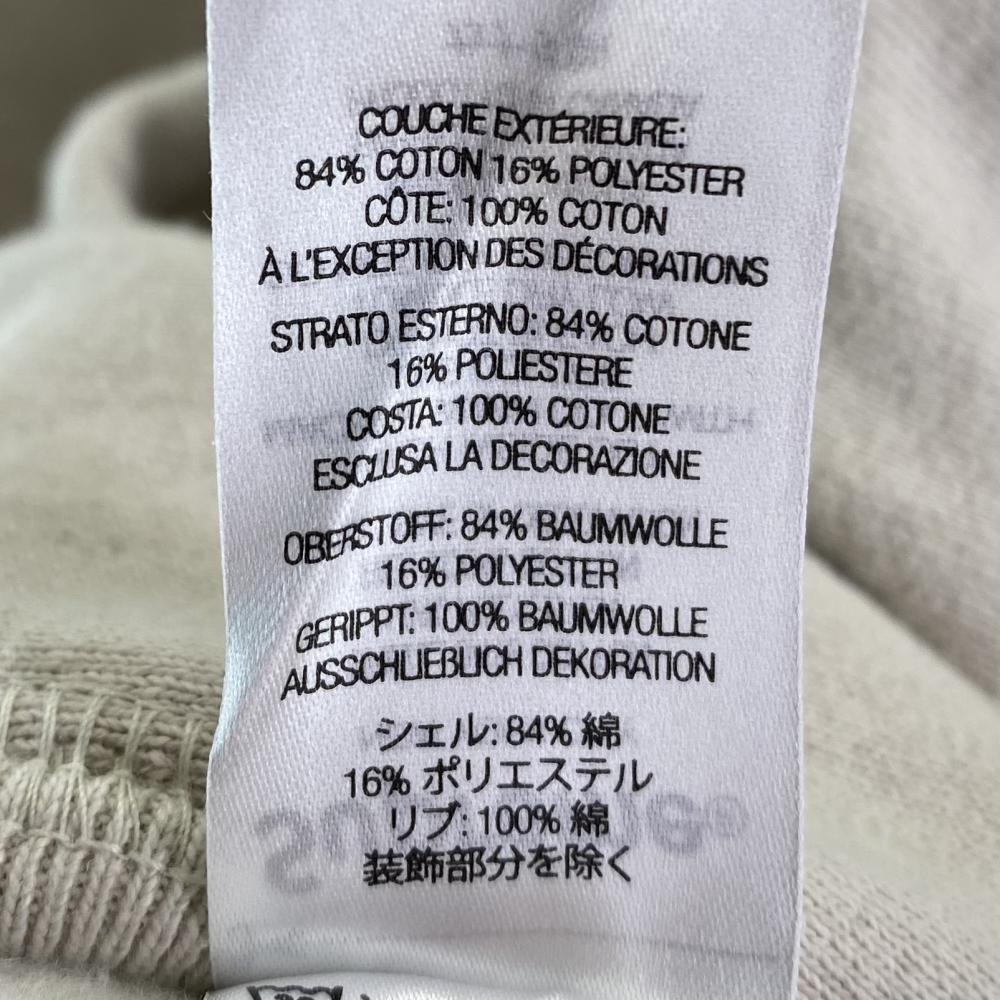 COUCHE EXTÉRIEURE:
84% COTON 16% POLYESTER
CÔTE: 100% COTON
À L'EXCEPTION DES DÉCORATIONS
STRATO ESTERNO: 84% COTONE
16% POLIESTERE
COSTA: 100% COTONE
ESCLUSA LA DECORAZIONE
OBERSTOFF: 84% BAUMWOLLE
16% POLYESTER
GERIPPT: 100% BAUMWOLLE
AUSSCHLIEßLICH DEKORATION
シェル: 84% 綿
16% ポリエステル
リブ: 100% 綿
装飾部分を除く